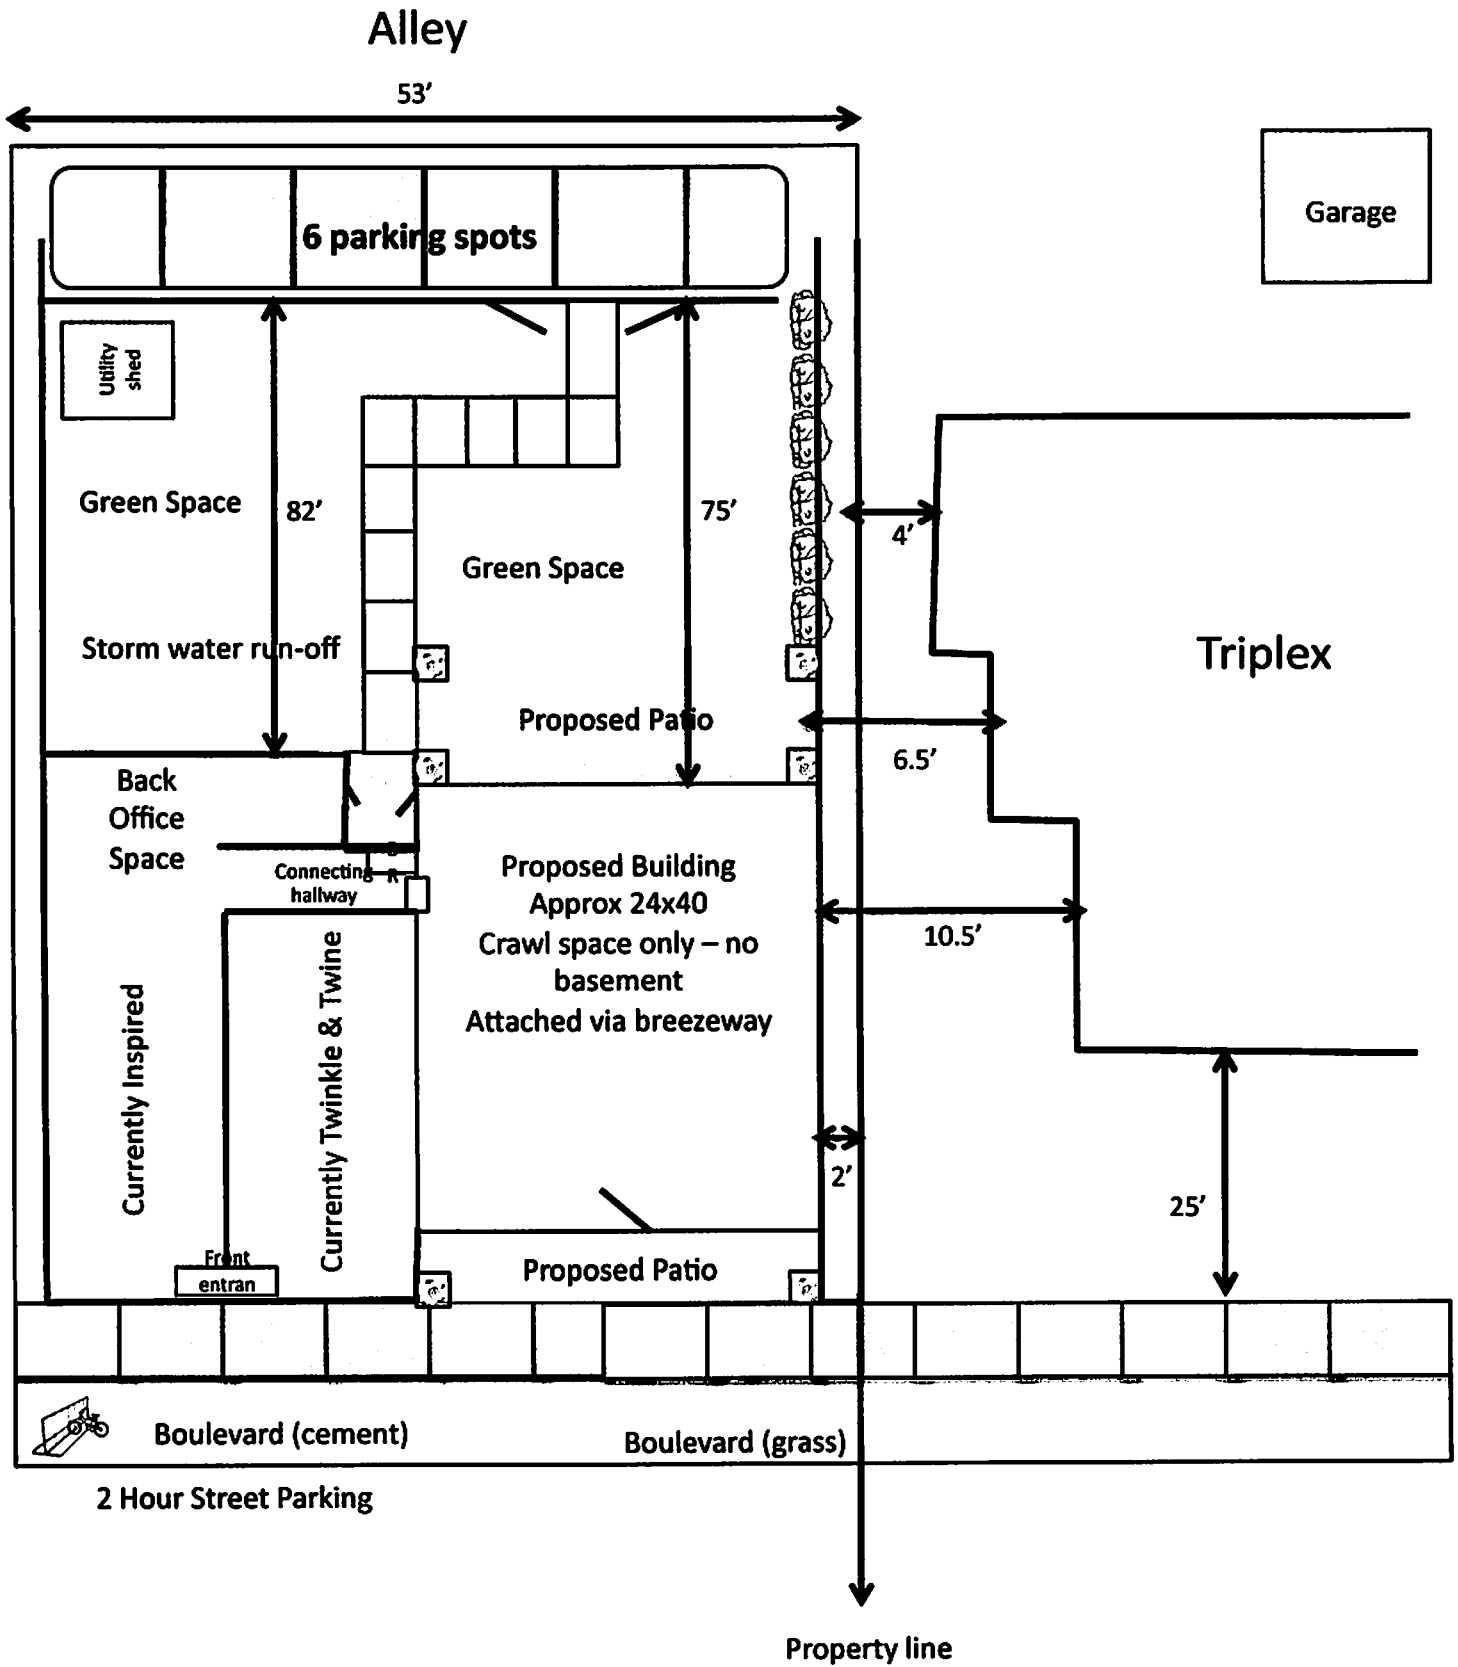 Alley
53’
6 parking spots
Garage
Utility
shed
Green Space
82’
75’
4’
Green Space
Storm water run-off
Triplex
Proposed Patio
6.5’
Back
Office
Space
Connecting
hallway
R
Proposed Building
Approx 24x40
Crawl space only – no
basement
Attached via breezeway
10.5’
Currently Inspired
Currently Twinkle & Twine
2’
25’
Front
entran
Proposed Patio
Boulevard (cement)
Boulevard (grass)
2 Hour Street Parking
Property line